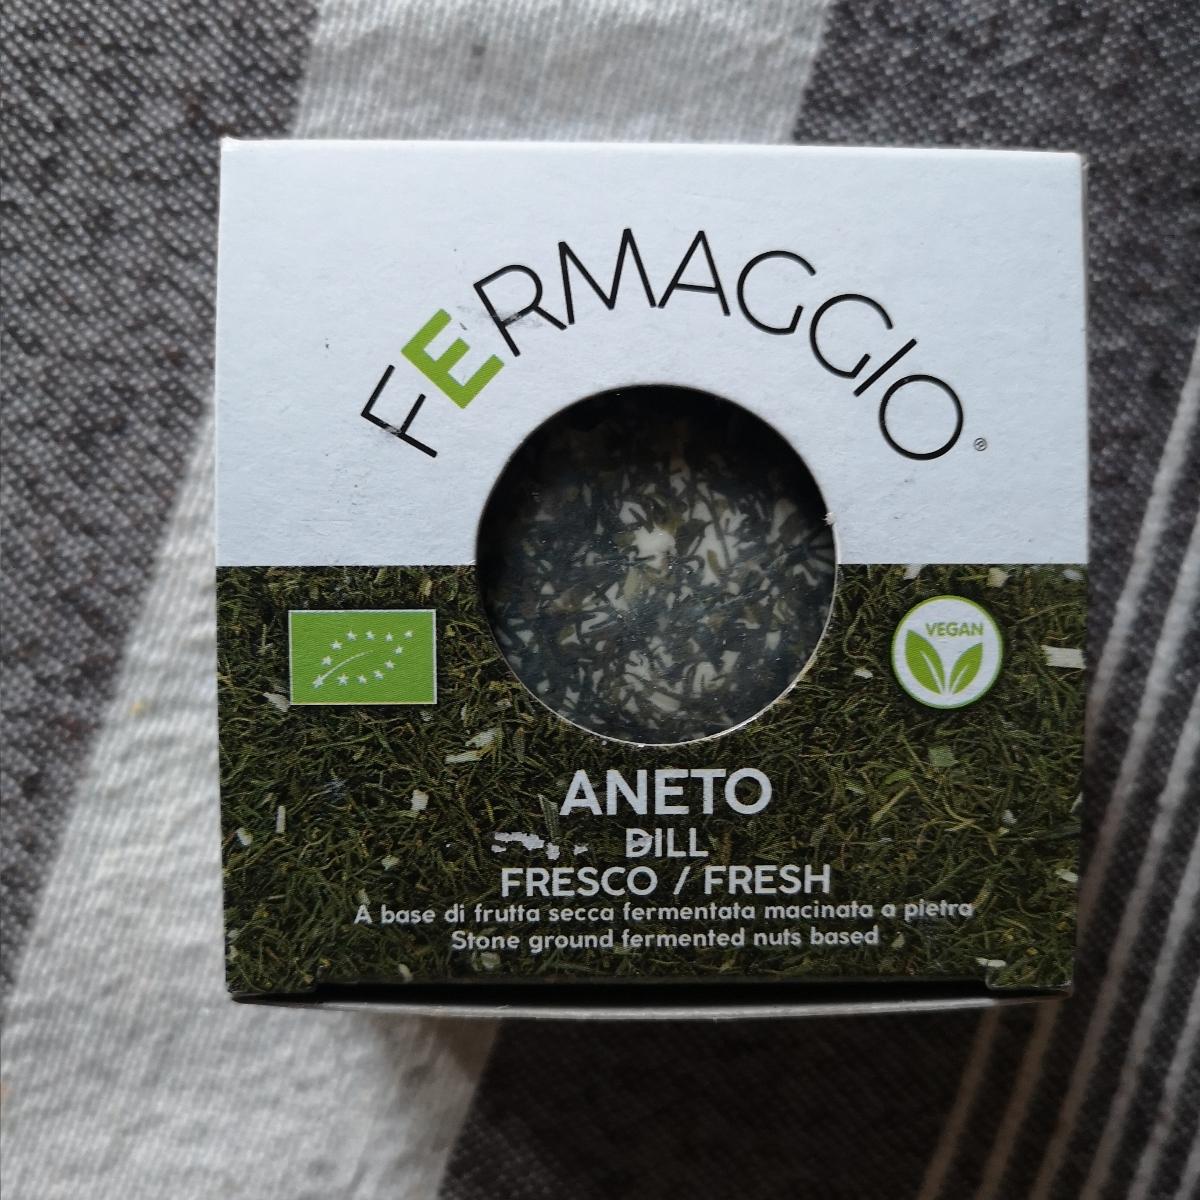 FERMAGGIO®
VEGAN
ANETO
DILL
FRESCO / FRESH
A base di frutta secca fermentata macinata a pietra
Stone ground fermented nuts based